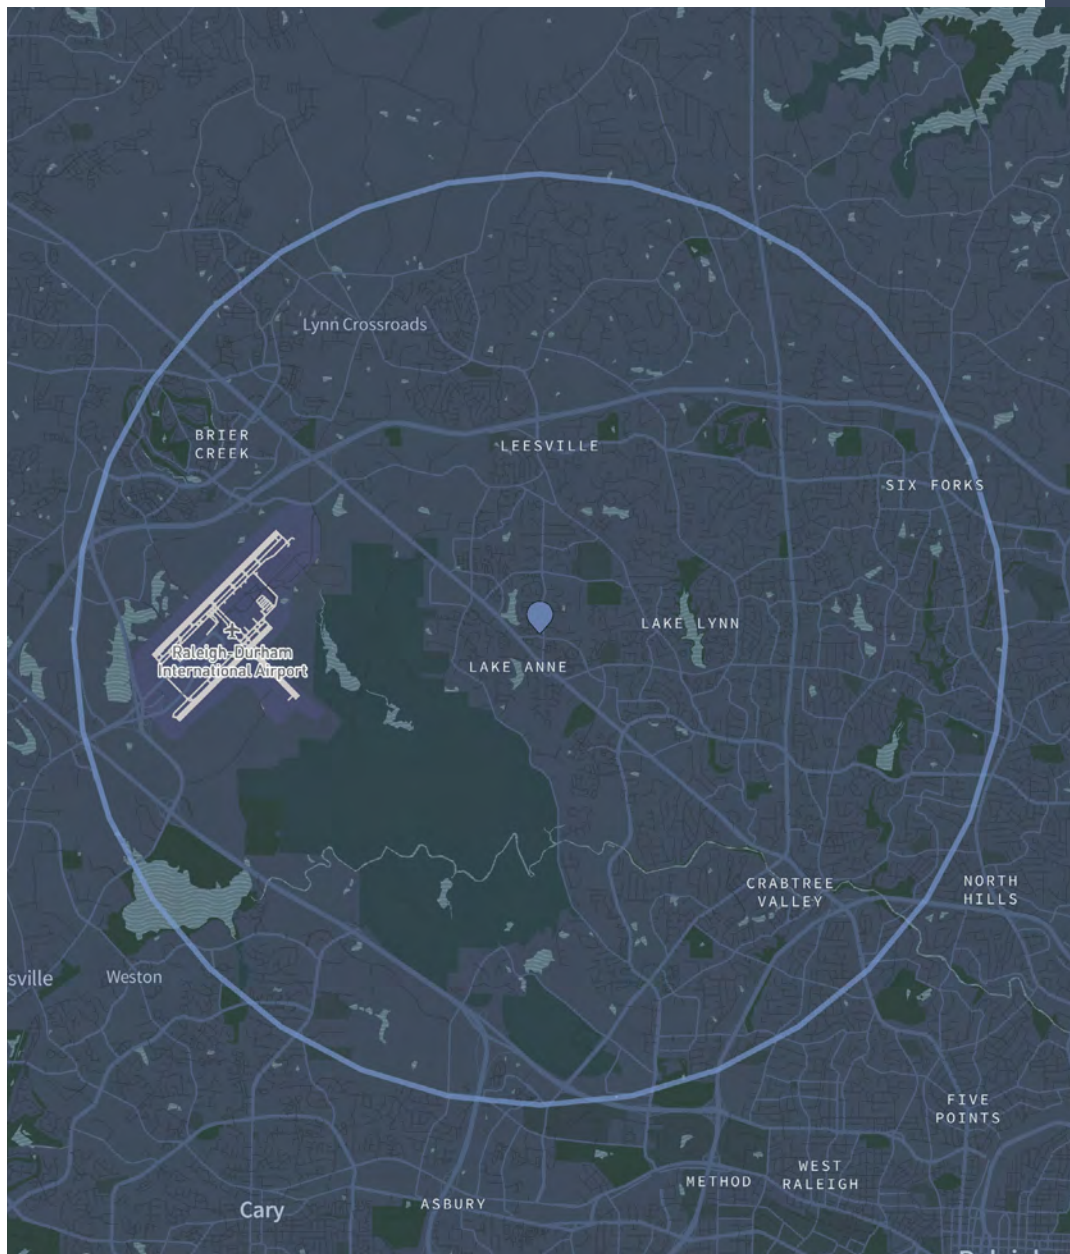 Lynn Crossroads
BRIER
CREEK
LEESVILLE
SIX FORKS
LAKE LYNN
Raleigh-Durham
International Airport
LAKE ANNE
CRABTREE
VALLEY
NORTH
HILLS
sville
Weston
FIVE
POINTS
WEST
RALEIGH
METHOD
ASBURY
Cary